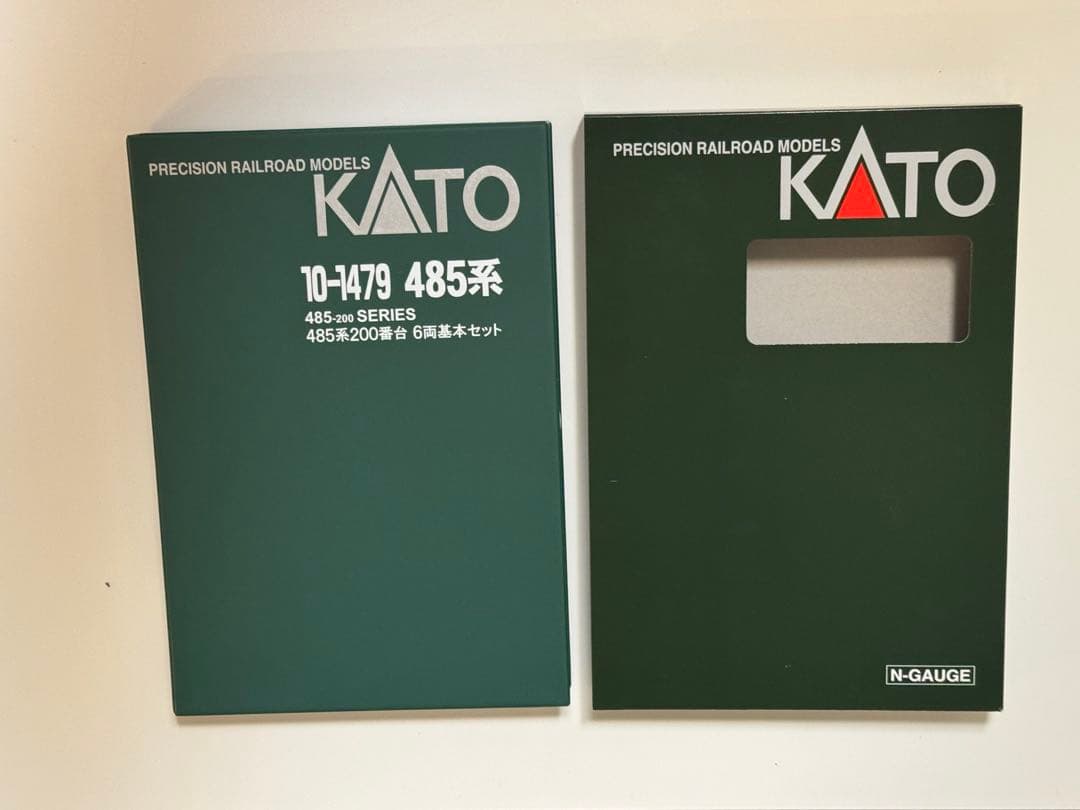 PRECISION RAILROAD MODELS
KATO
10-1479 485系
485-200 SERIES
485系200番台 6両基本セット
PRECISION RAILROAD MODELS
KATO
N-GAUGE